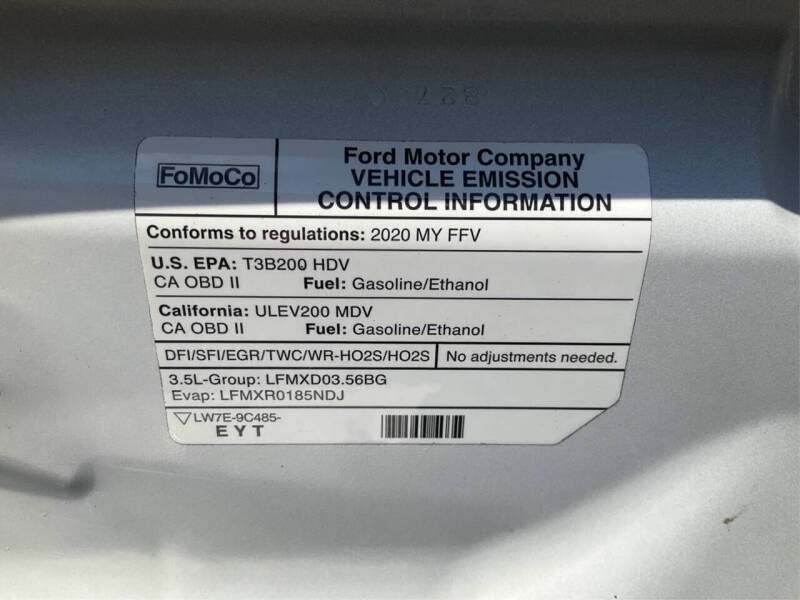 FoMoCo
Ford Motor Company
VEHICLE EMISSION
CONTROL INFORMATION
Conforms to regulations: 2020 MY FFV
U.S. EPA: T3B200 HDV
CA OBD II Fuel: Gasoline/Ethanol
California: ULEV200 MDV
CA OBD II Fuel: Gasoline/Ethanol
DFI/SFI/EGR/TWC/WR-HO2S/HO2S No adjustments needed.
3.5L-Group: LFMXD03.56BG
Evap: LFMXR0185NDJ
LW7E-9C485-
EYT